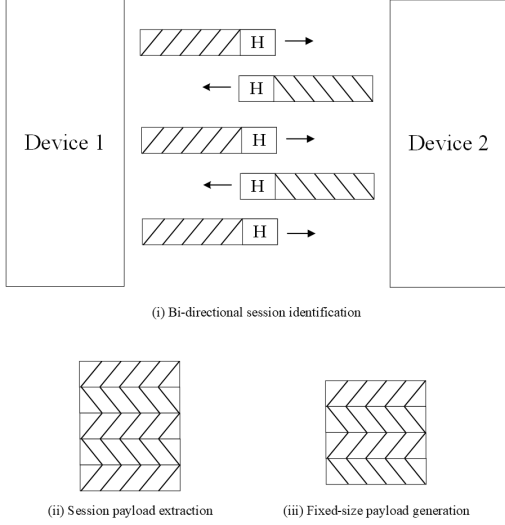 H
H
Device 1
H
Device 2
H
H
(i) Bi-directional session identification
(ii) Session payload extraction
(iii) Fixed-size payload generation